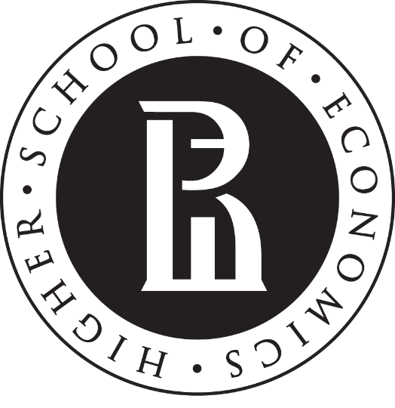 HIGHER • SCHOOL • OF • ECONOMICS •